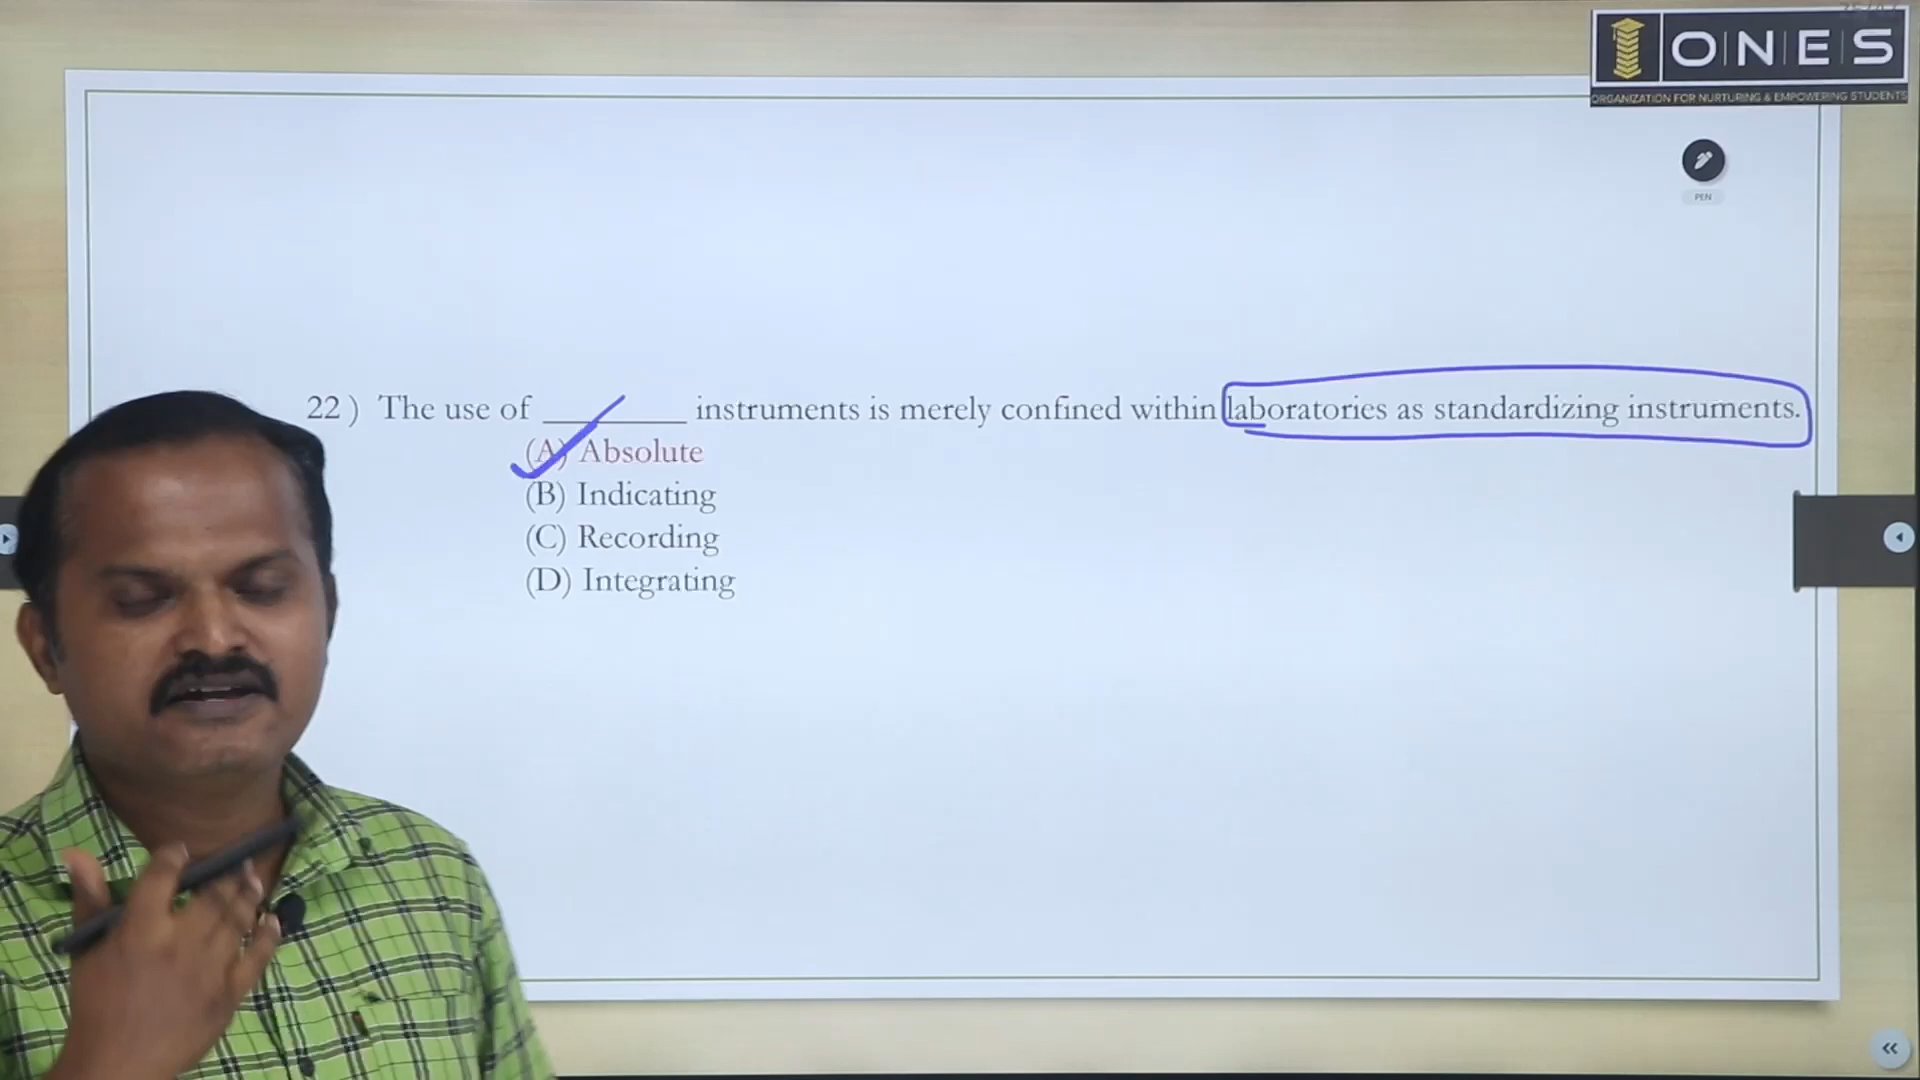 ONES
ORGANIZATION FOR NURTURING & EMPOWERING STUDENTS
PEN
22 ) The use of ________ instruments is merely confined within laboratories as standardizing instruments.
(A) Absolute
(B) Indicating
(C) Recording
(D) Integrating